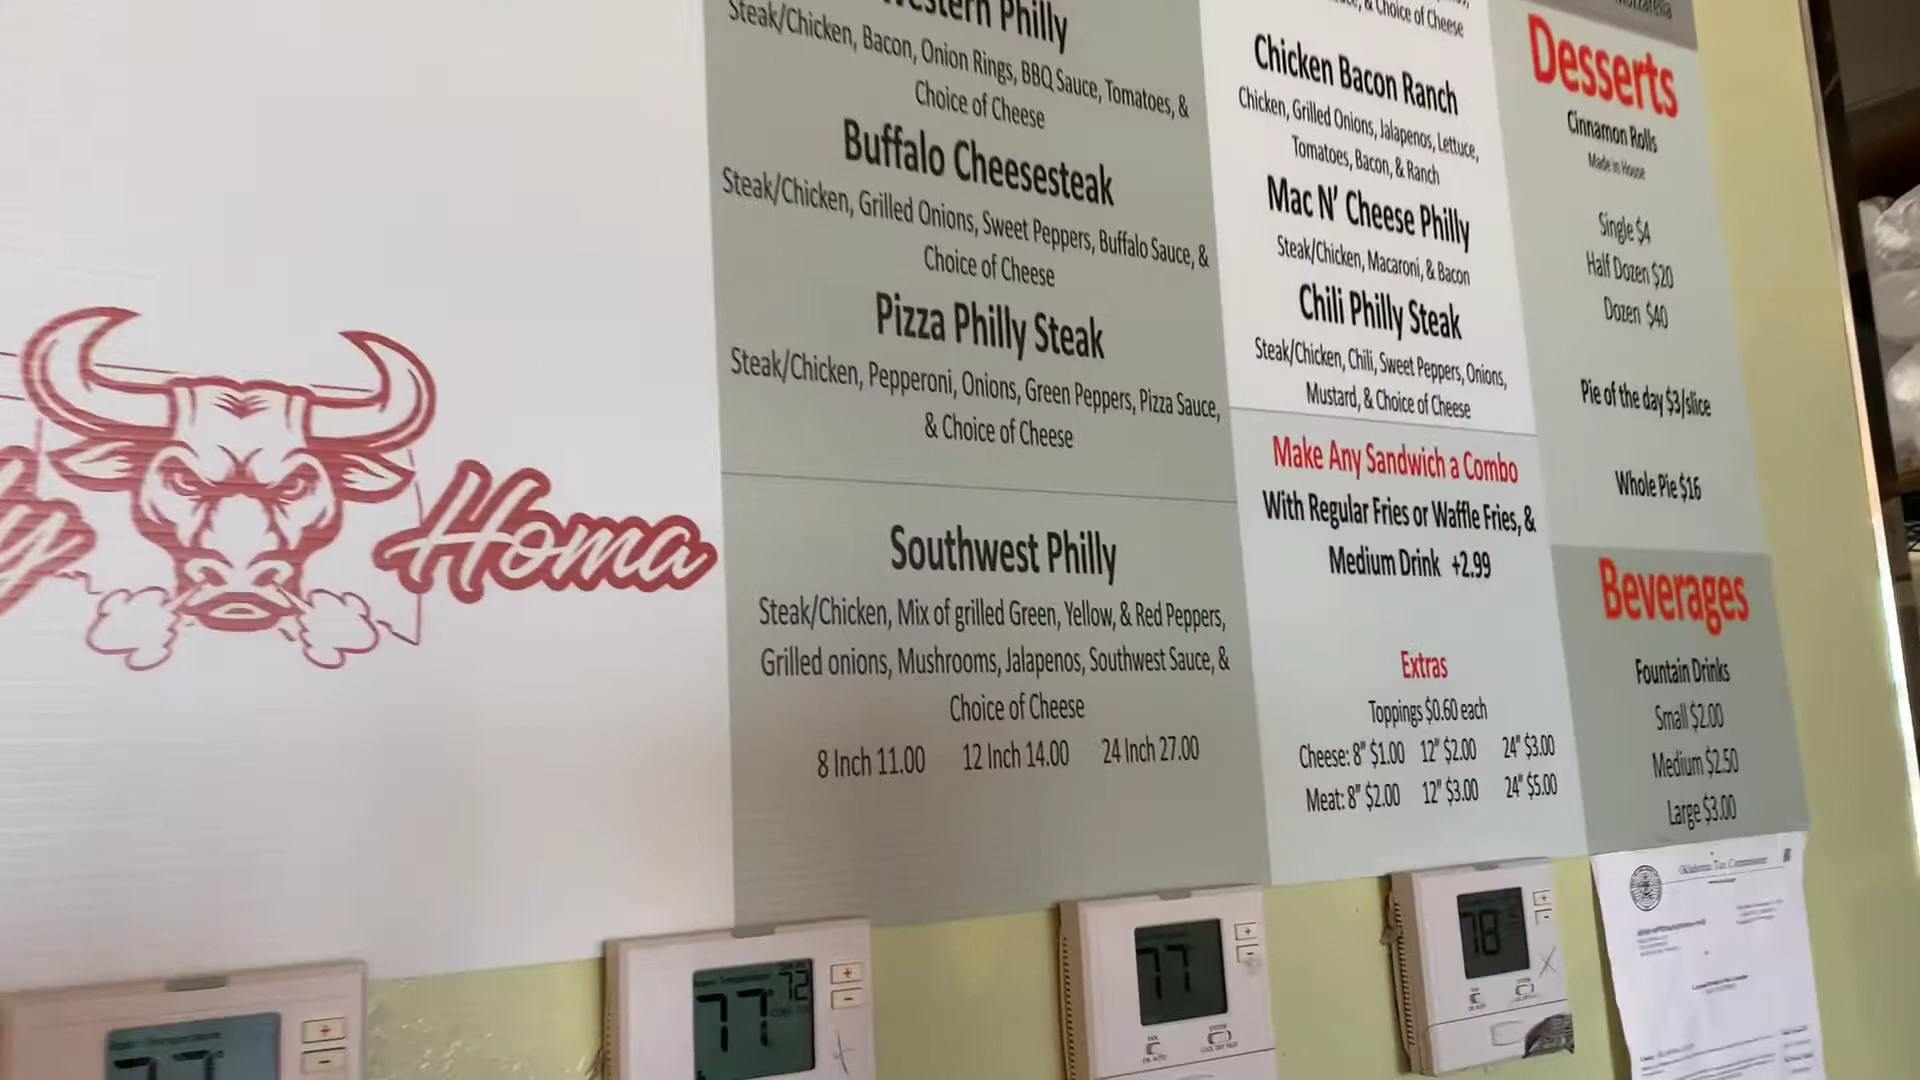 Homa
Western Philly
Steak/Chicken, Bacon, Onion Rings, BBQ Sauce, Tomatoes, &
Choice of Cheese
Buffalo Cheesesteak
Steak/Chicken, Grilled Onions, Sweet Peppers, Buffalo Sauce, &
Choice of Cheese
Pizza Philly Steak
Steak/Chicken, Pepperoni, Onions, Green Peppers, Pizza Sauce,
& Choice of Cheese
Southwest Philly
Steak/Chicken, Mix of grilled Green, Yellow, & Red Peppers,
Grilled onions, Mushrooms, Jalapenos, Southwest Sauce, &
Choice of Cheese
8 Inch 11.00 12 Inch 14.00 24 Inch 27.00
& Choice of Cheese
Chicken Bacon Ranch
Chicken, Grilled Onions, Jalapenos, Lettuce,
Tomatoes, Bacon, & Ranch
Mac N' Cheese Philly
Steak/Chicken, Macaroni, & Bacon
Chili Philly Steak
Steak/Chicken, Chili, Sweet Peppers, Onions,
Mustard, & Choice of Cheese
Make Any Sandwich a Combo
With Regular Fries or Waffle Fries, &
Medium Drink +2.99
Extras
Toppings $0.60 each
Cheese: 8" $1.00 12" $2.00 24" $3.00
Meat: 8" $2.00 12" $3.00 24" $5.00
Mozzarella
Desserts
Cinnamon Rolls
Made in House
Single $4
Half Dozen $20
Dozen $40
Pie of the day $3/slice
Whole Pie $16
Beverages
Fountain Drinks
Small $2.00
Medium $2.50
Large $3.00
Oklahoma Tax Commission
77
77 72
77
78